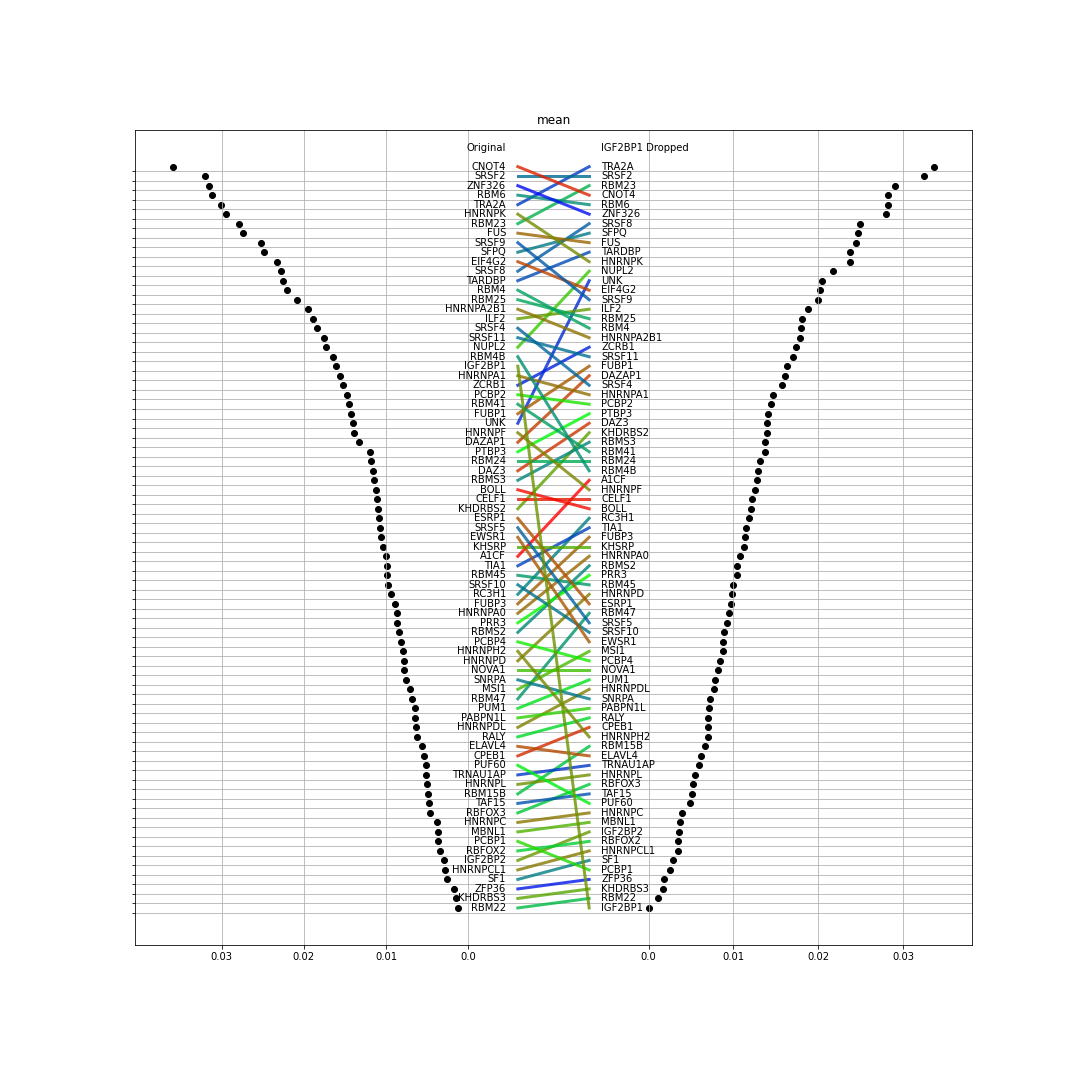 mean
Original IGF2BP1 Dropped
CNOT4 TRA2A
SRSF2 SRSF2
ZNF326 RBM23
RBM6 CNOT4
TRA2A RBM6
HNRNPK ZNF326
RBM23 SRSF8
FUS SFPQ
SRSF9 FUS
SFPQ TARDBP
EIF4G2 HNRNPK
SRSF8 NUPL2
TARDBP UNK
RBM4 EIF4G2
RBM25 SRSF9
HNRNPA2B1 ILF2
ILF2 RBM25
SRSF4 RBM4
SRSF11 HNRNPA2B1
NUPL2 ZCRB1
RBM4B SRSF11
IGF2BP1 FUBP1
HNRNPA1 DAZAP1
ZCRB1 SRSF4
PCBP2 HNRNPA1
RBM41 PCBP2
FUBP1 PTBP3
UNK DAZ3
HNRNPF KHDRBS2
DAZAP1 RBMS3
PTBP3 RBM41
RBM24 RBM24
DAZ3 RBM4B
RBMS3 A1CF
BOLL HNRNPF
CELF1 CELF1
KHDRBS2 BOLL
ESRP1 RC3H1
SRSF5 TIA1
EWSR1 FUBP3
KHSRP KHSRP
A1CF HNRNPA0
TIA1 RBMS2
RBM45 PRR3
SRSF10 RBM45
RC3H1 HNRNPD
FUBP3 ESRP1
HNRNPA0 RBM47
PRR3 SRSF5
RBMS2 SRSF10
PCBP4 EWSR1
HNRNPH2 MSI1
HNRNPD PCBP4
NOVA1 NOVA1
SNRPA PUM1
MSI1 HNRNPDL
RBM47 SNRPA
PUM1 PABPN1L
PABPN1L RALY
HNRNPDL CPEB1
RALY HNRNPH2
ELAVL4 RBM15B
CPEB1 ELAVL4
PUF60 TRNAU1AP
TRNAU1AP HNRNPL
HNRNPL RBFOX3
RBM15B TAF15
TAF15 PUF60
RBFOX3 HNRNPC
HNRNPC MBNL1
MBNL1 IGF2BP2
PCBP1 RBFOX2
RBFOX2 HNRNPCL1
IGF2BP2 SF1
HNRNPCL1 PCBP1
SF1 ZFP36
ZFP36 KHDRBS3
KHDRBS3 RBM22
RBM22 IGF2BP1
0.03 0.02 0.01 0.0 0.0 0.01 0.02 0.03